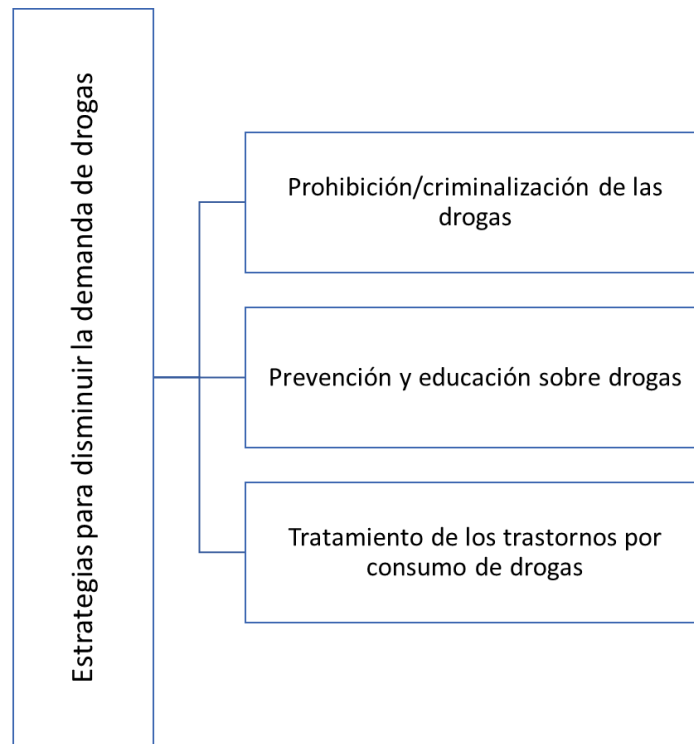 Estrategias para disminuir la demanda de drogas
Prohibición/criminalización de las
drogas
Prevención y educación sobre drogas
Tratamiento de los trastornos por
consumo de drogas